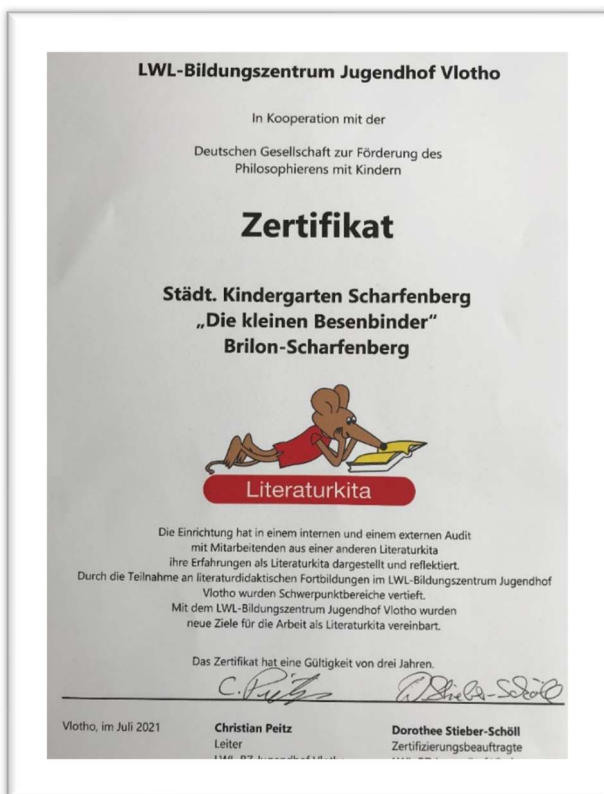 LWL-Bildungszentrum Jugendhof Vlotho
In Kooperation mit der
Deutschen Gesellschaft zur Förderung des
Philosophierens mit Kindern
Zertifikat
Städt. Kindergarten Scharfenberg
„Die kleinen Besenbinder“
Brilon-Scharfenberg
Literaturkita
Die Einrichtung hat in einem internen und einem externen Audit
mit Mitarbeitenden aus einer anderen Literaturkita
ihre Erfahrungen als Literaturkita dargestellt und reflektiert.
Durch die Teilnahme an literaturdidaktischen Fortbildungen im LWL-Bildungszentrum Jugendhof
Vlotho wurden Schwerpunktbereiche vertieft.
Mit dem LWL-Bildungszentrum Jugendhof Vlotho wurden
neue Ziele für die Arbeit als Literaturkita vereinbart.
Das Zertifikat hat eine Gültigkeit von drei Jahren.
C. Peitz D. Stieber-Schöll
Vlotho, im Juli 2021 Christian Peitz Dorothee Stieber-Schöll
Leiter Zertifizierungsbeauftragte